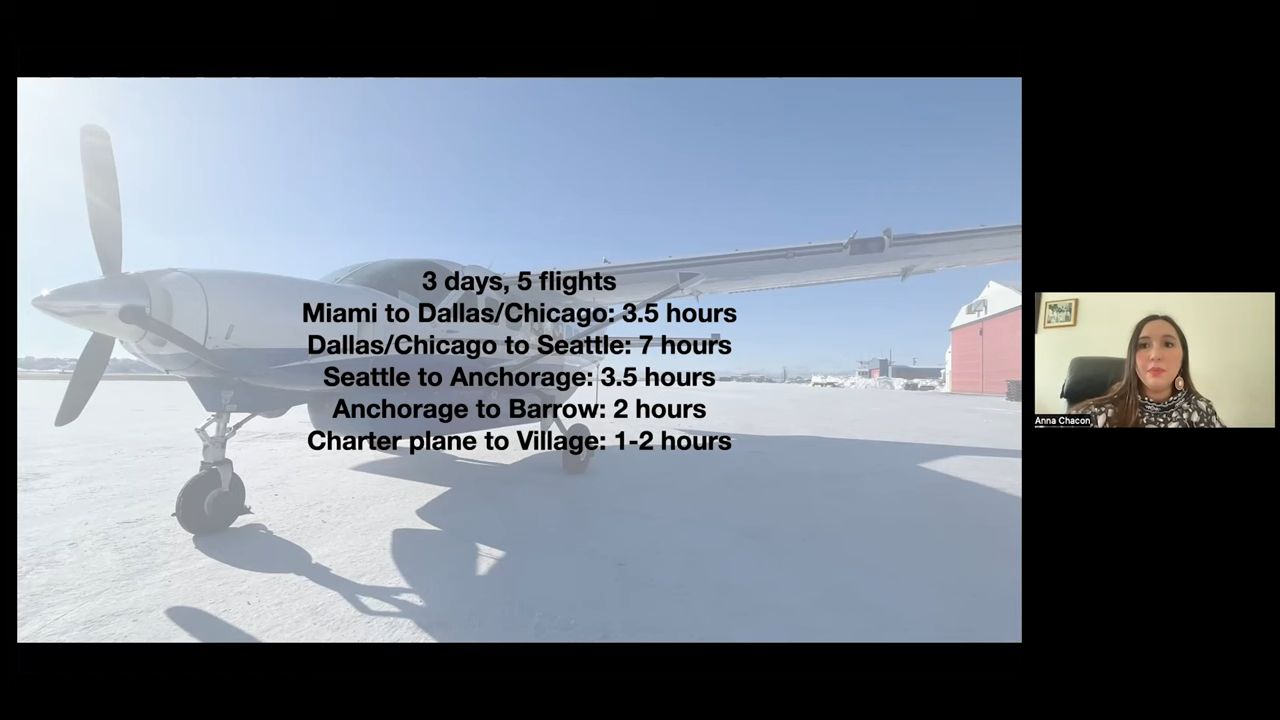 3 days, 5 flights
Miami to Dallas/Chicago: 3.5 hours
Dallas/Chicago to Seattle: 7 hours
Seattle to Anchorage: 3.5 hours
Anchorage to Barrow: 2 hours
Charter plane to Village: 1-2 hours
Anna Chacon